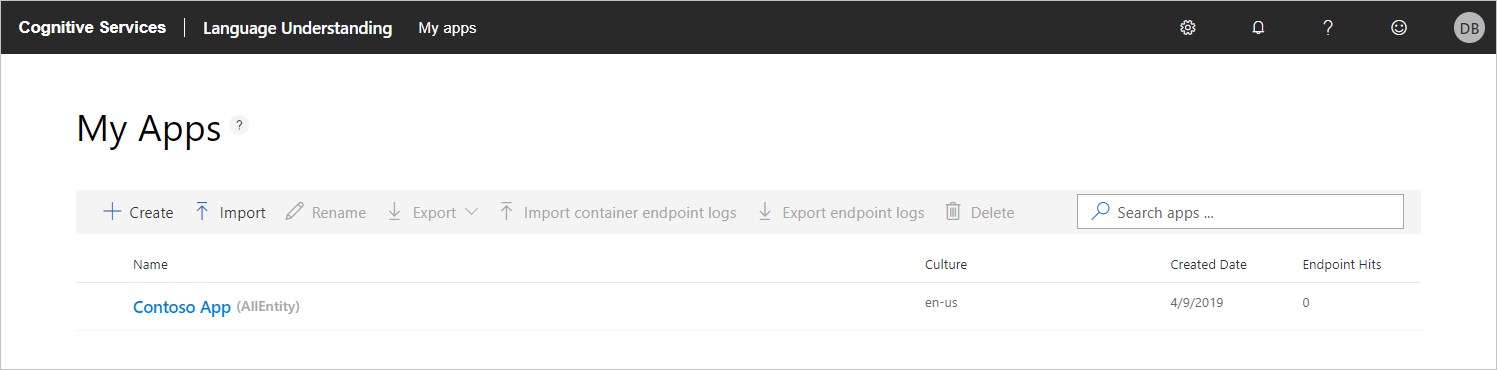 Cognitive Services Language Understanding My apps ? DB
My Apps ?
Create Import Rename Export Import container endpoint logs Export endpoint logs Delete Search apps ...
Name Culture Created Date Endpoint Hits
Contoso App (AllEntity) en-us 4/9/2019 0